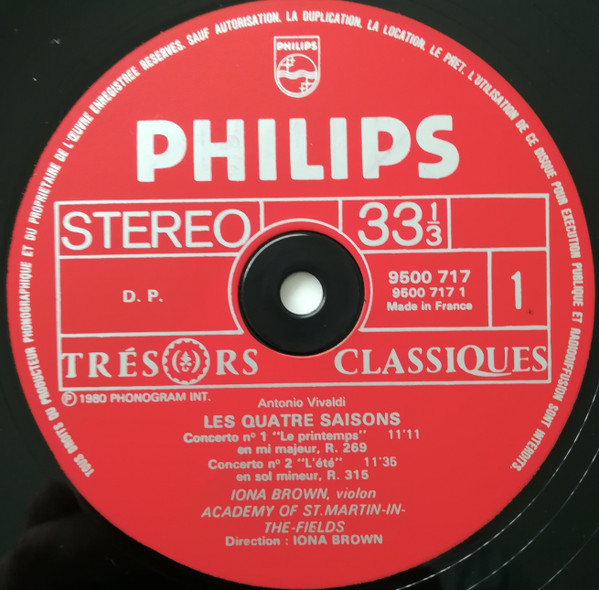 TOUS DROITS DU PRODUCTEUR PHONOGRAPHIQUE ET DU PROPRIETAIRE DE L'ŒUVRE ENREGISTREE RESERVES. SAUF AUTORISATION, LA DUPLICATION, LA LOCATION, LE PRET, L'UTILISATION DE CE DISQUE POUR EXECUTION PUBLIQUE ET RADIODIFFUSION SONT INTERDITS.
PHILIPS
PHILIPS
STEREO
33 1/3
D. P.
9500 717
9500 717 1
Made in France
1
TRÉSORS CLASSIQUES
℗ 1980 PHONOGRAM INT.
Antonio Vivaldi
LES QUATRE SAISONS
Concerto nº 1 "Le printemps" 11'11
en mi majeur, R. 269
Concerto nº 2 "L'été" 11'35
en sol mineur, R. 315
IONA BROWN, violon
ACADEMY OF ST.MARTIN-IN-
THE-FIELDS
Direction : IONA BROWN